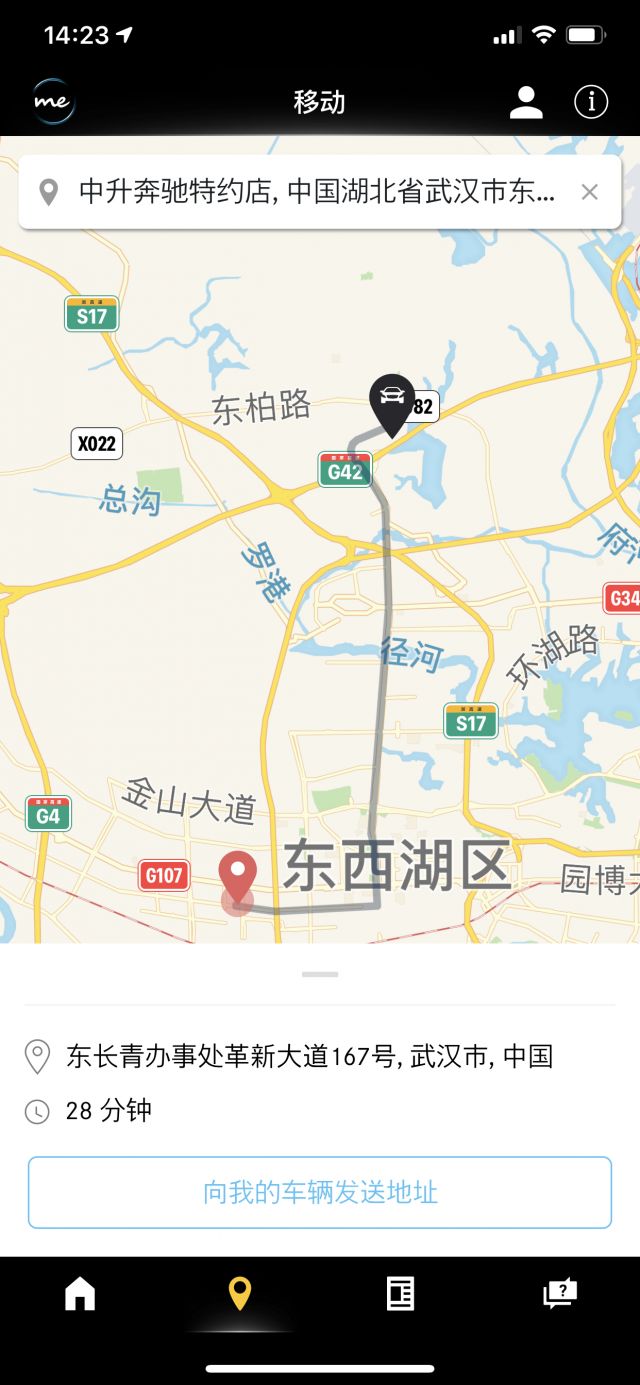 14:23
me
移动
i
中升奔驰特约店, 中国湖北省武汉市东...
S17
东柏路
82
X022
G42
总沟
罗港
府河
G34
径河
环湖路
S17
金山大道
G4
G107
东西湖区
园博大
东长青办事处革新大道167号, 武汉市, 中国
28 分钟
向我的车辆发送地址
?